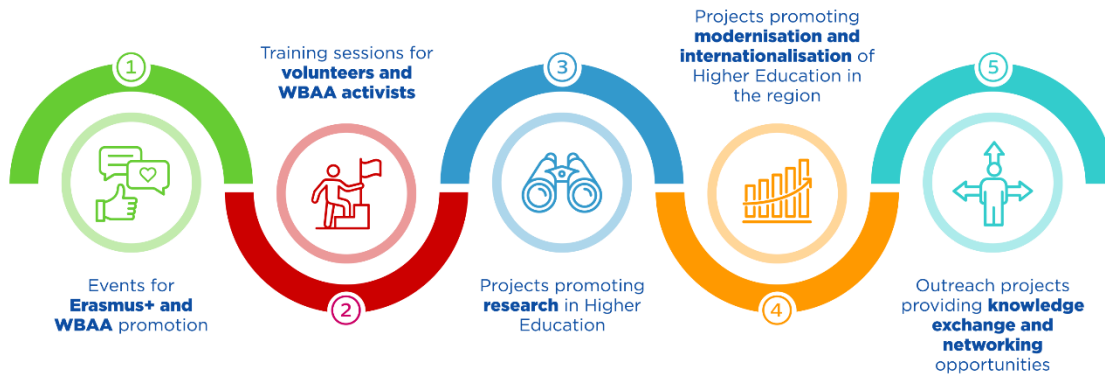 1
Events for
Erasmus+ and
WBAA promotion
Training sessions for
volunteers and
WBAA activists
2
3
Projects promoting
research in Higher
Education
Projects promoting
modernisation and
internationalisation of
Higher Education in
the region
4
5
Outreach projects
providing knowledge
exchange and
networking
opportunities